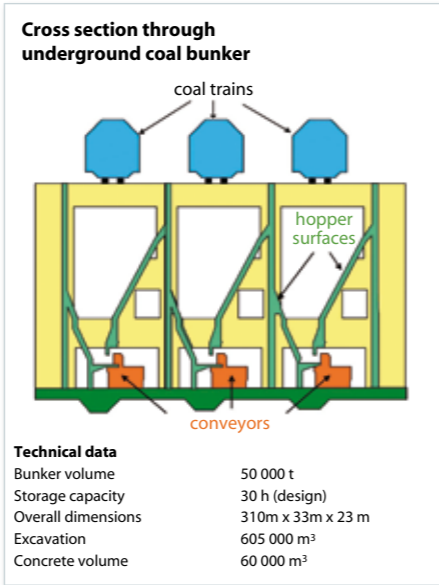 Cross section through
underground coal bunker
coal trains
hopper
surfaces
conveyors
Technical data
Bunker volume 50 000 t
Storage capacity 30 h (design)
Overall dimensions 310m x 33m x 23 m
Excavation 605 000 m³
Concrete volume 60 000 m³